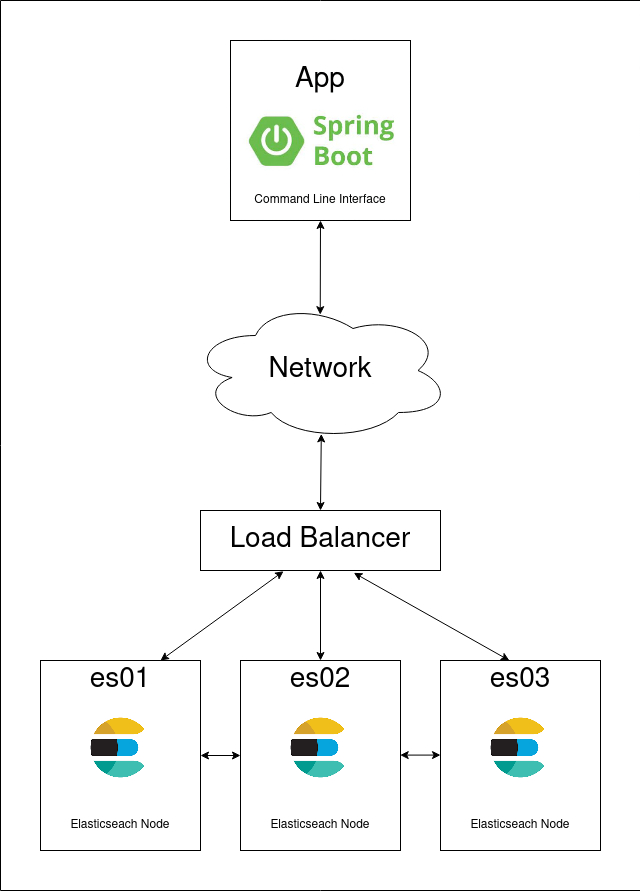 App
Spring
Boot
Command Line Interface
Network
Load Balancer
es01
es02
es03
Elasticseach Node
Elasticseach Node
Elasticseach Node